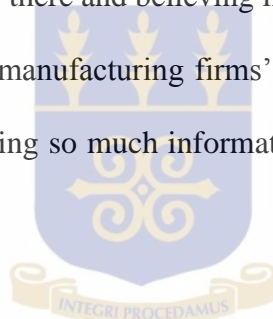 there and believing
manufacturing firms'
ing so much informat
INTEGRI PROCEDAMUS